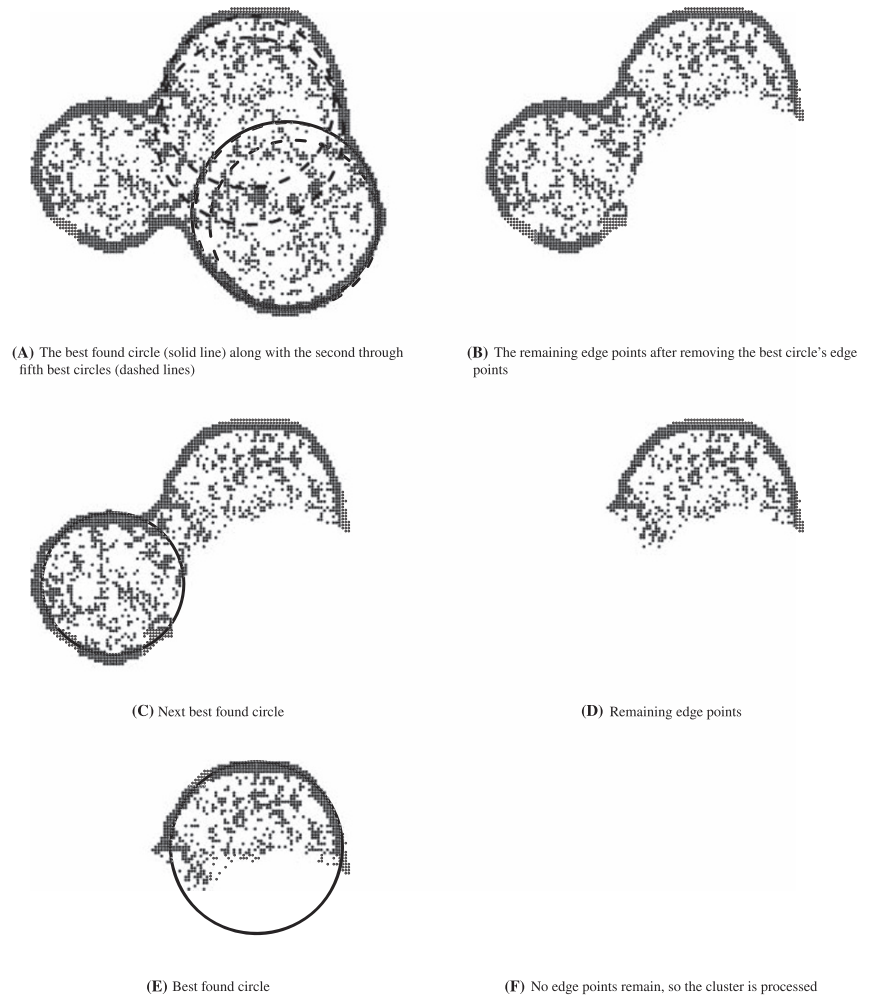 (A) The best found circle (solid line) along with the second through
fifth best circles (dashed lines)
(B) The remaining edge points after removing the best circle's edge
points
(C) Next best found circle
(D) Remaining edge points
(E) Best found circle
(F) No edge points remain, so the cluster is processed